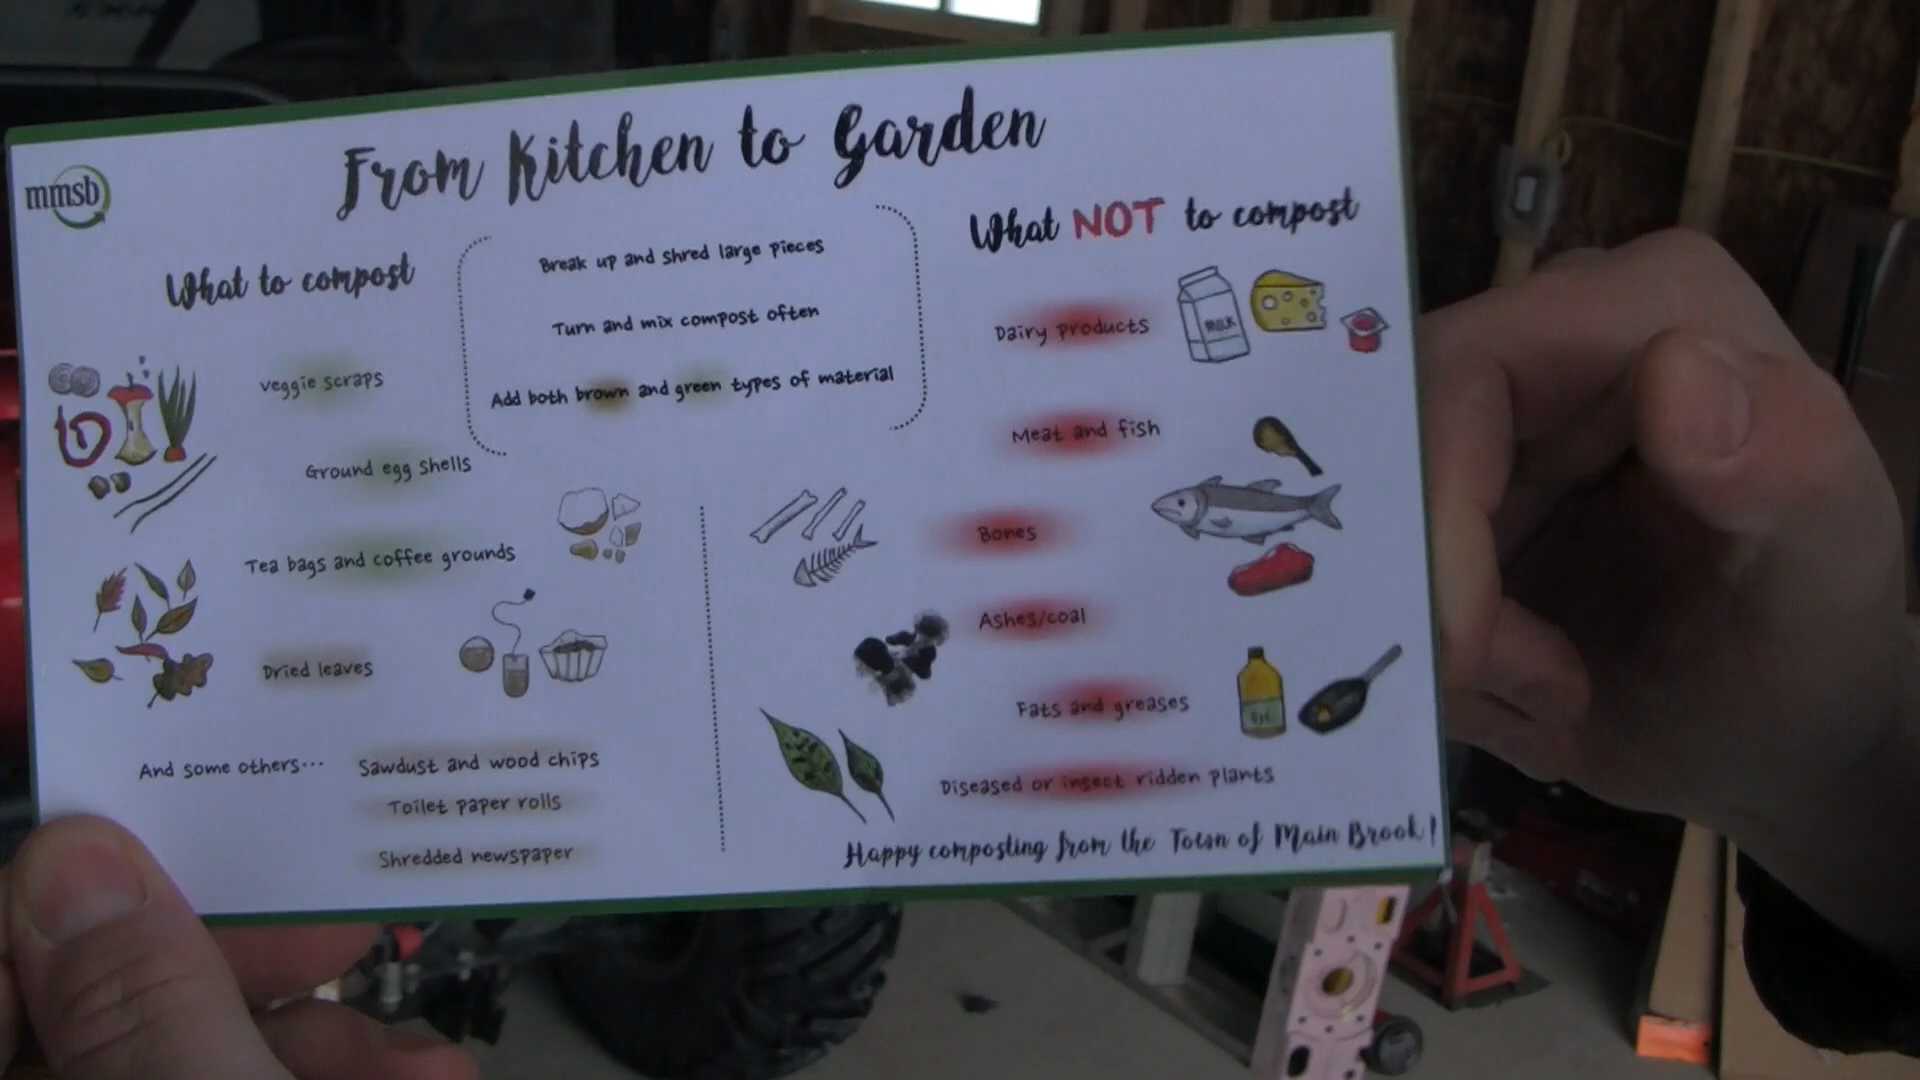 mmsb
From Kitchen to Garden
What to compost
veggie scraps
Ground egg shells
Tea bags and coffee grounds
Dried leaves
And some others...
Sawdust and wood chips
Toilet paper rolls
Shredded newspaper
Break up and shred large pieces
Turn and mix compost often
Add both brown and green types of material
What NOT to compost
Dairy products
MILK
Meat and fish
Bones
Ashes/coal
Fats and greases
Diseased or insect ridden plants
Happy composting from the Town of Main Brook!